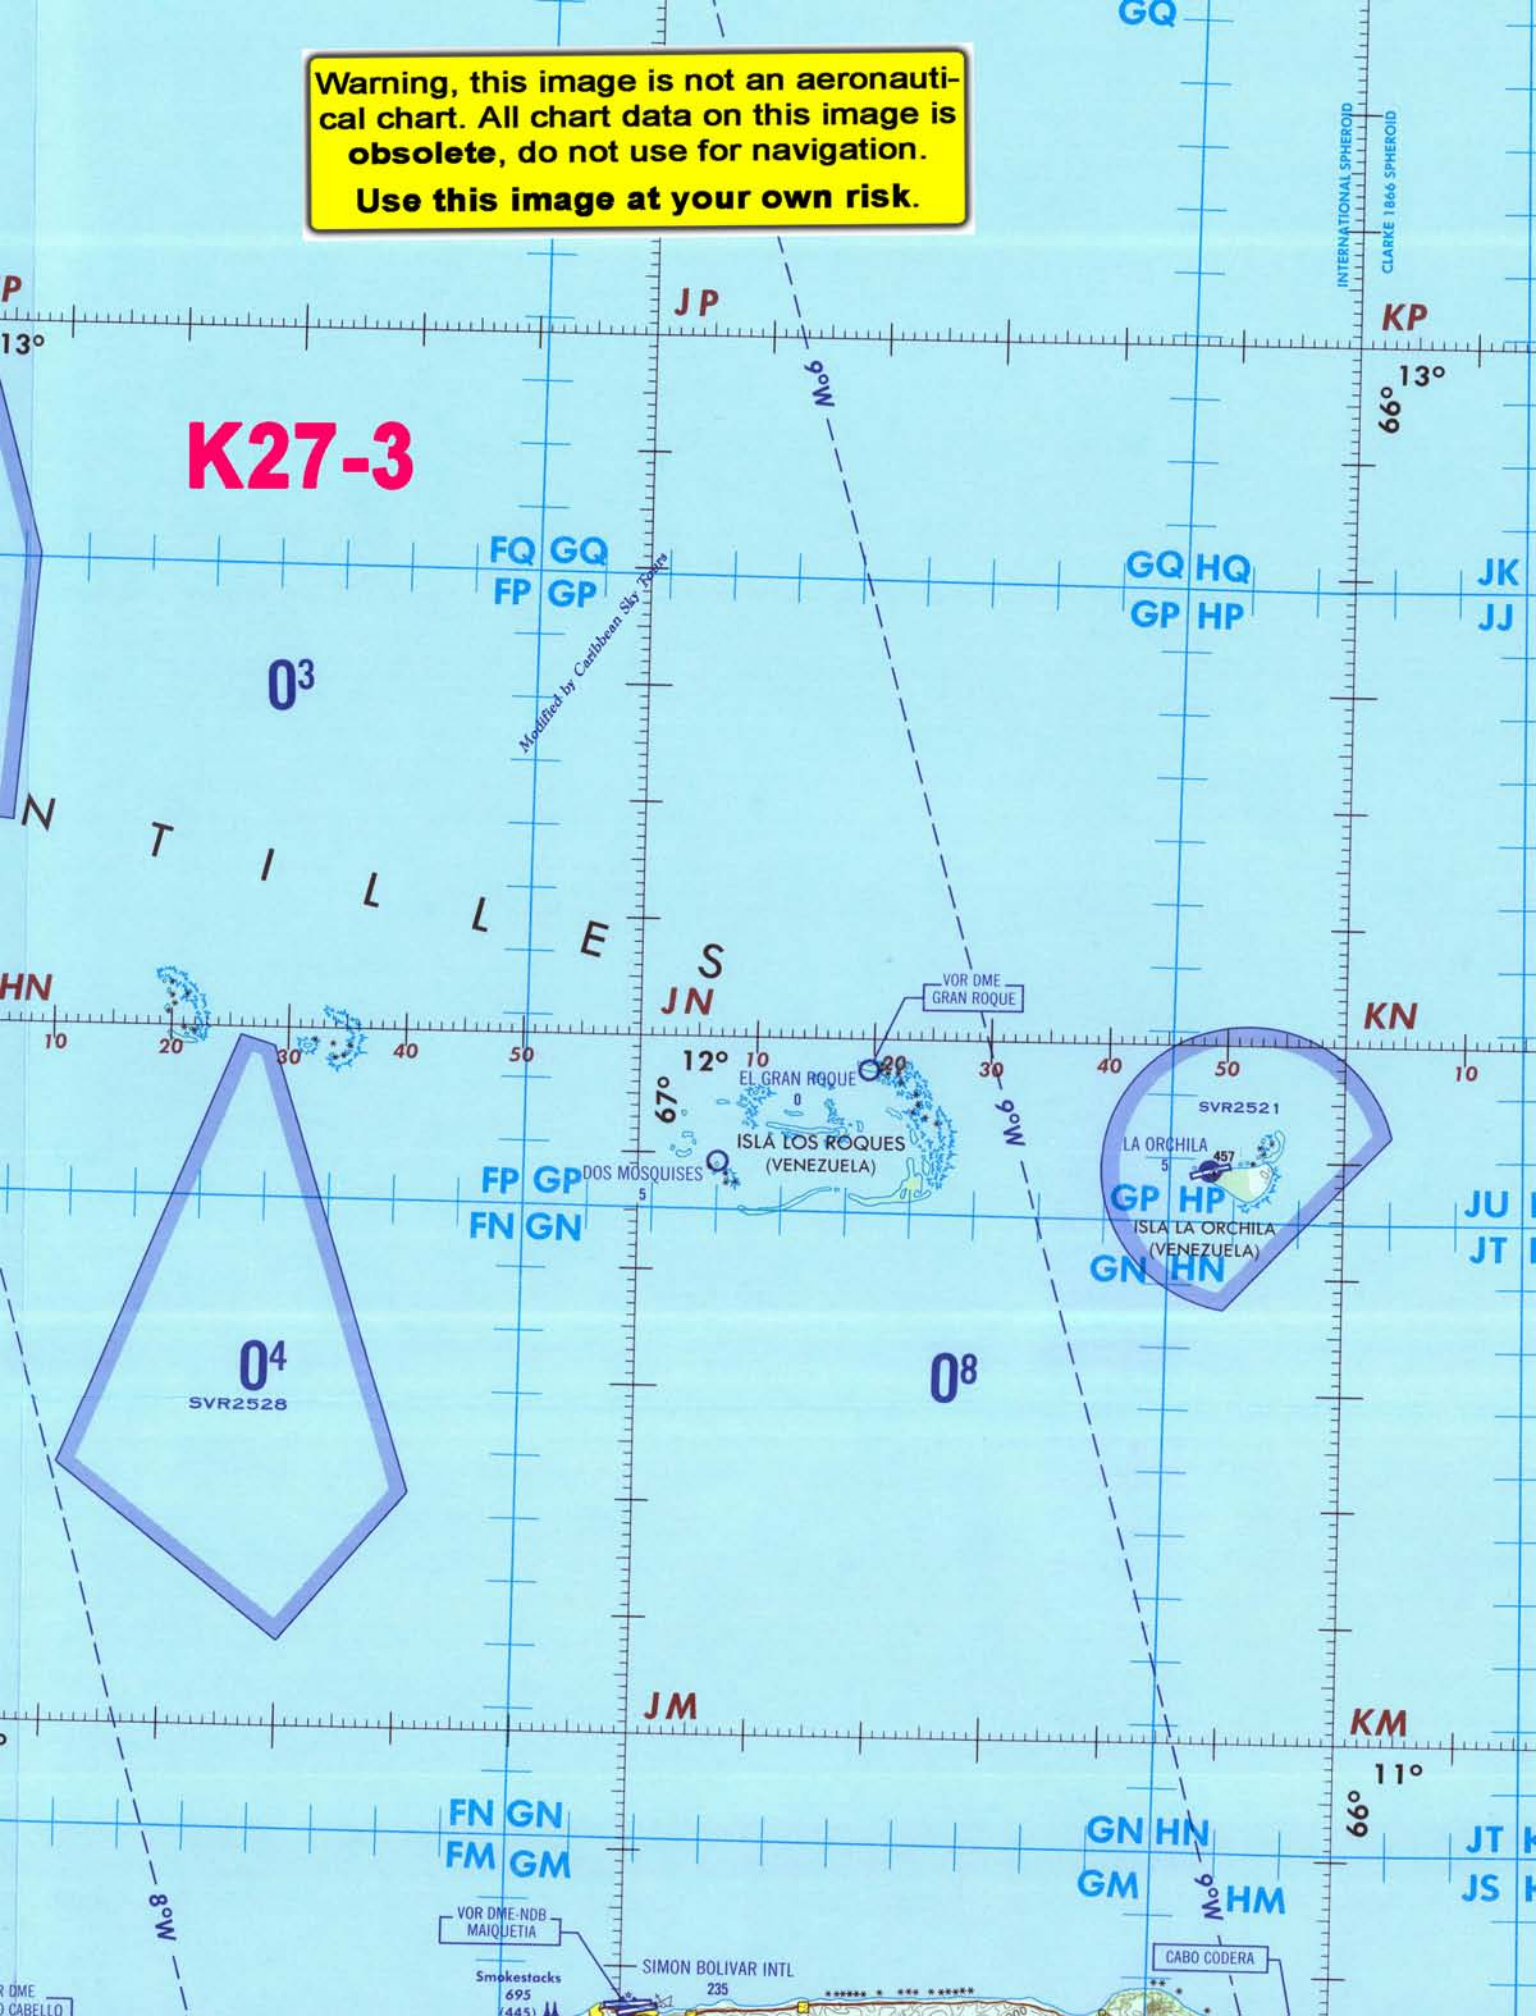 GQ
Warning, this image is not an aeronauti-
cal chart. All chart data on this image is
obsolete, do not use for navigation.
Use this image at your own risk.
INTERNATIONAL SPHEROID
CLARKE 1866 SPHEROID
P
JP
KP
13°
13°
66°
9°W
K27-3
FQ GQ
FP GP
GQ HQ
GP HP
JK
JJ
Modified by Caribbean Sky Tours
0³
N T I L L E S
HN
JN
KN
VOR DME
GRAN ROQUE
10 20 30 40 50
12° 10 20 30 40 50 10
67°
EL GRAN ROQUE
0
9°W
SVR2521
ISLA LOS ROQUES
(VENEZUELA)
LA ORCHILA
5
457
DOS MOSQUISES
5
FP GP
FN GN
GP HP
ISLA LA ORCHILA
(VENEZUELA)
GN HN
JU
JT
0⁴
SVR2528
0⁸
JM
KM
11°
66°
FN GN
FM GM
GN HN
GM HM
JT
JS
8°W
9°W
VOR DME-NDB
MAIQUETIA
CABO CODERA
SIMON BOLIVAR INTL
235
Smokestacks
695
(445)
DME
CABELLO